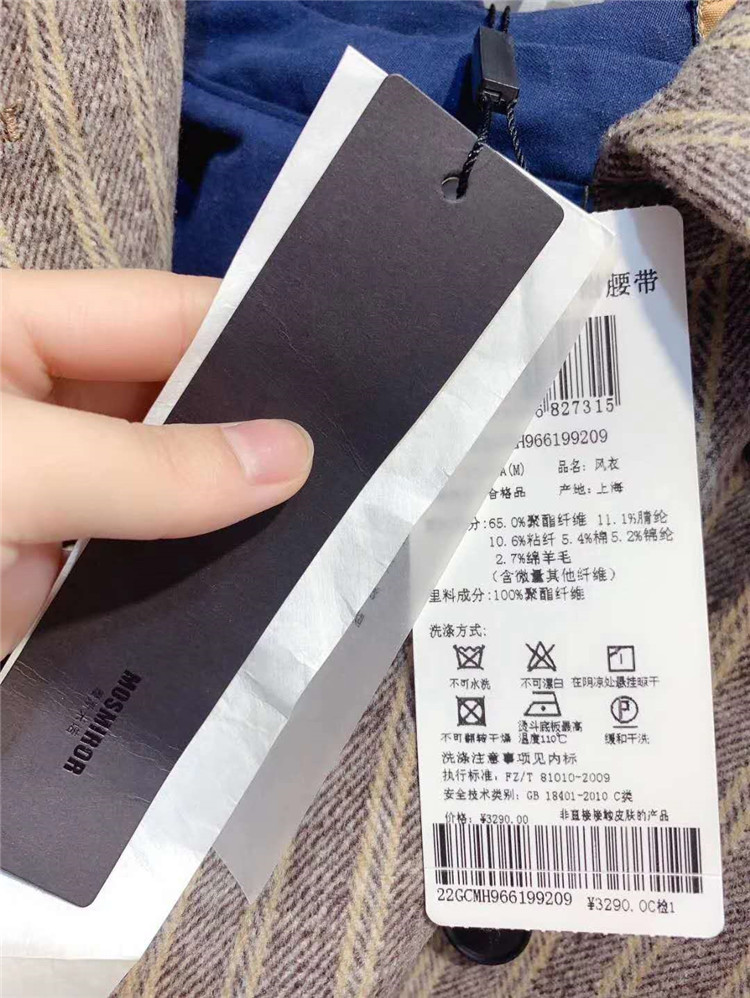 腰带
827315
H966199209
A(M) 品名: 风衣
合格品 产地: 上海
分:65.0%聚酯纤维 11.1%腈纶
10.6%粘纤 5.4%棉 5.2%锦纶
2.7%绵羊毛
(含微量其他纤维)
里料成分:100%聚酯纤维
洗涤方式:
不可水洗 不可漂白 在阴凉处悬挂晾干
不可翻转干燥 熨斗底板最高温度110℃ 缓和干洗
洗涤注意事项见内标
执行标准: FZ/T 81010-2009
安全技术类别: GB 18401-2010 C类
价格: ¥3290.00 非直接接触皮肤的产品
22GCMH966199209 ¥3290.0C检1
MOSMIROR